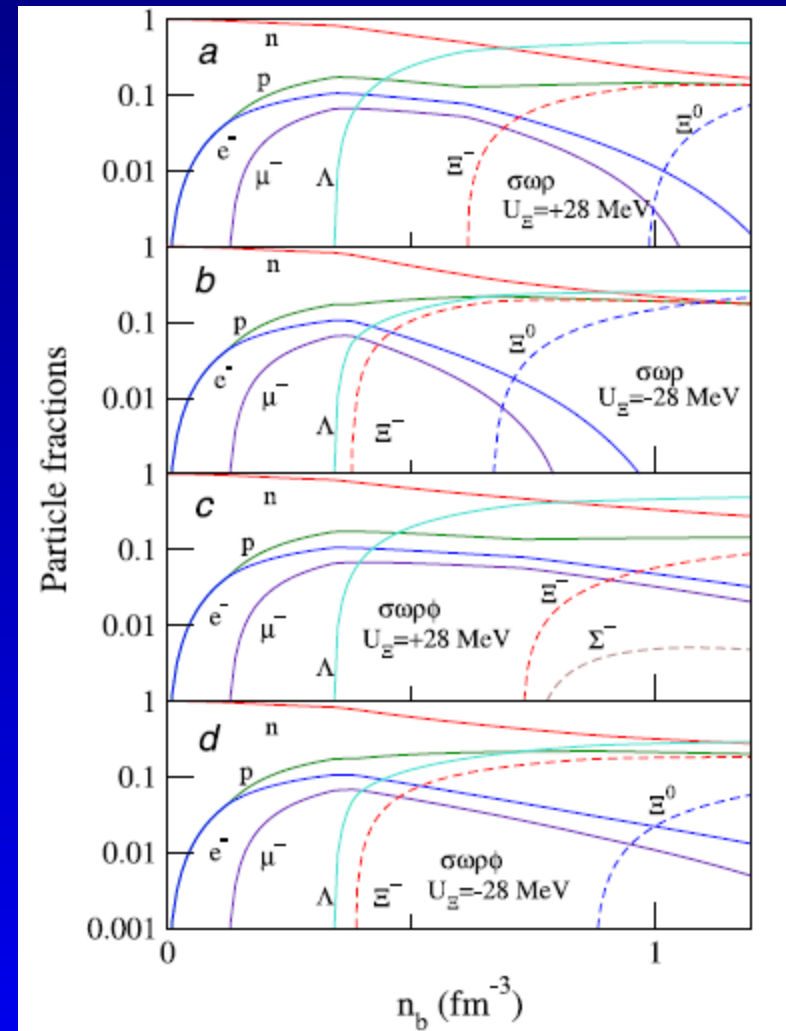 1
a
n
p
0.1
e⁻
μ⁻
Λ
Ξ⁻
Ξ⁰
0.01
σωρ
U_Ξ=+28 MeV
1
b
n
p
0.1
e⁻
μ⁻
Λ
Ξ⁻
Ξ⁰
0.01
σωρ
U_Ξ=-28 MeV
1
c
n
p
0.1
e⁻
μ⁻
Λ
Ξ⁻
Σ⁻
0.01
σωρϕ
U_Ξ=+28 MeV
1
d
n
p
0.1
e⁻
μ⁻
Λ
Ξ⁻
Ξ⁰
0.01
σωρϕ
U_Ξ=-28 MeV
0.001
0
1
Particle fractions
n_b (fm⁻³)